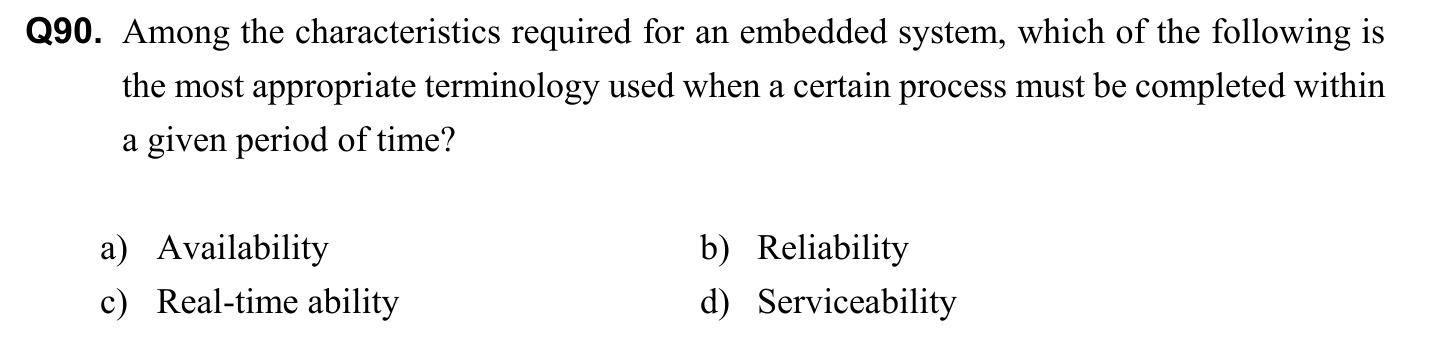 Q90. Among the characteristics required for an embedded system, which of the following is
the most appropriate terminology used when a certain process must be completed within
a given period of time?
a) Availability b) Reliability
c) Real-time ability d) Serviceability